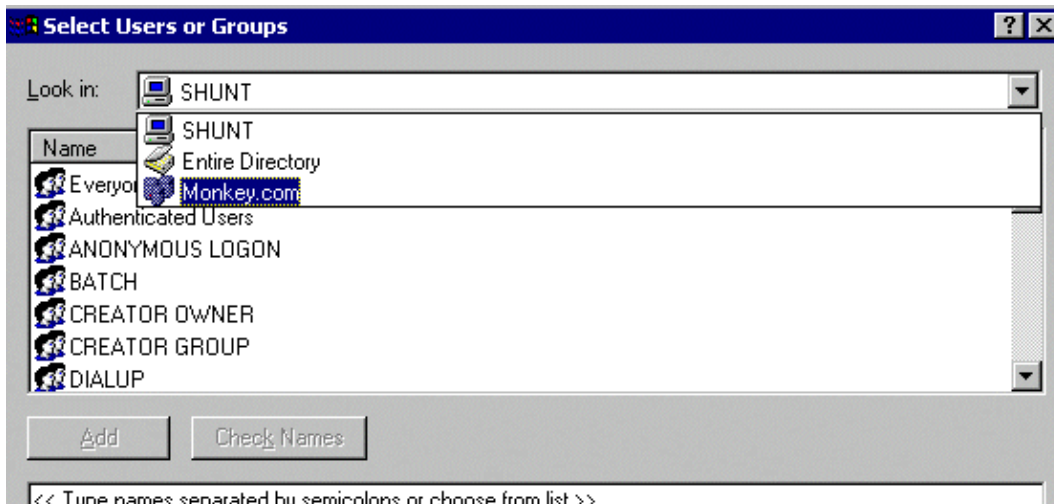 Select Users or Groups
Look in: SHUNT
SHUNT
Name
Entire Directory
Everyo
Monkey.com
Authenticated Users
ANONYMOUS LOGON
BATCH
CREATOR OWNER
CREATOR GROUP
DIALUP
Add Check Names
<< Type names separated by semicolons or choose from list >>